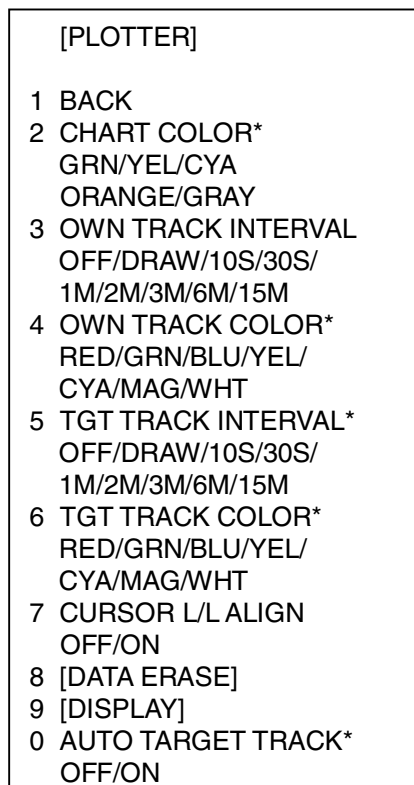 [PLOTTER]
1 BACK
2 CHART COLOR*
GRN/YEL/CYA
ORANGE/GRAY
3 OWN TRACK INTERVAL
OFF/DRAW/10S/30S/
1M/2M/3M/6M/15M
4 OWN TRACK COLOR*
RED/GRN/BLU/YEL/
CYA/MAG/WHT
5 TGT TRACK INTERVAL*
OFF/DRAW/10S/30S/
1M/2M/3M/6M/15M
6 TGT TRACK COLOR*
RED/GRN/BLU/YEL/
CYA/MAG/WHT
7 CURSOR L/L ALIGN
OFF/ON
8 [DATA ERASE]
9 [DISPLAY]
0 AUTO TARGET TRACK*
OFF/ON